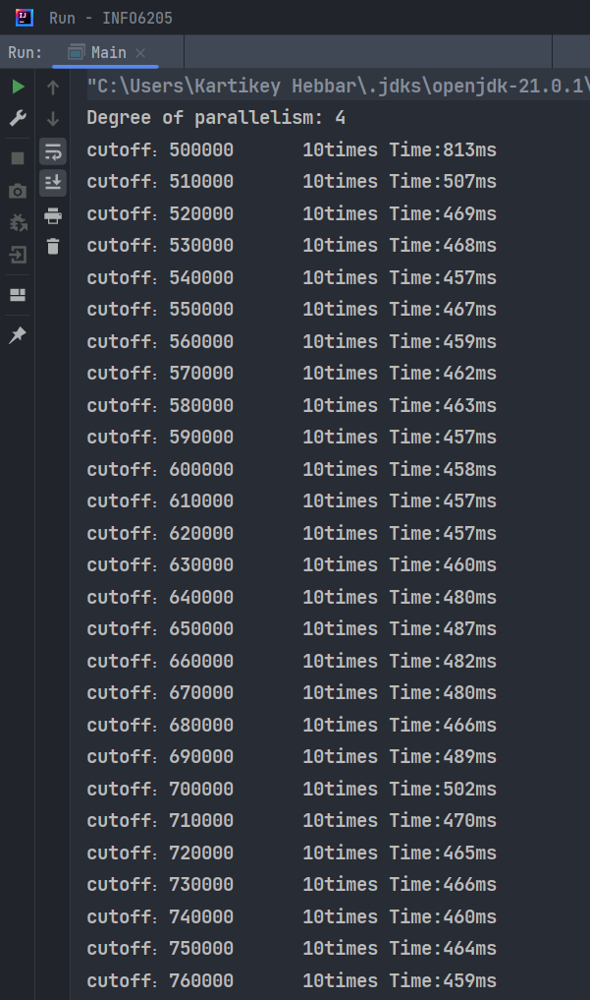 Run - INFO6205
Run: Main
"C:\Users\Kartikey Hebbar\.jdks\openjdk-21.0.1\
Degree of parallelism: 4
cutoff：500000 10times Time:813ms
cutoff：510000 10times Time:507ms
cutoff：520000 10times Time:469ms
cutoff：530000 10times Time:468ms
cutoff：540000 10times Time:457ms
cutoff：550000 10times Time:467ms
cutoff：560000 10times Time:459ms
cutoff：570000 10times Time:462ms
cutoff：580000 10times Time:463ms
cutoff：590000 10times Time:457ms
cutoff：600000 10times Time:458ms
cutoff：610000 10times Time:457ms
cutoff：620000 10times Time:457ms
cutoff：630000 10times Time:460ms
cutoff：640000 10times Time:480ms
cutoff：650000 10times Time:487ms
cutoff：660000 10times Time:482ms
cutoff：670000 10times Time:480ms
cutoff：680000 10times Time:466ms
cutoff：690000 10times Time:489ms
cutoff：700000 10times Time:502ms
cutoff：710000 10times Time:470ms
cutoff：720000 10times Time:465ms
cutoff：730000 10times Time:466ms
cutoff：740000 10times Time:460ms
cutoff：750000 10times Time:464ms
cutoff：760000 10times Time:459ms